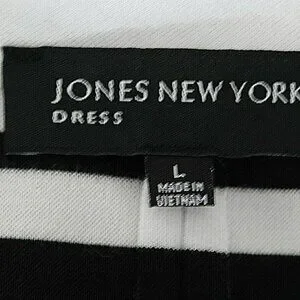 JONES NEW YORK
DRESS
L
MADE IN
VIETNAM